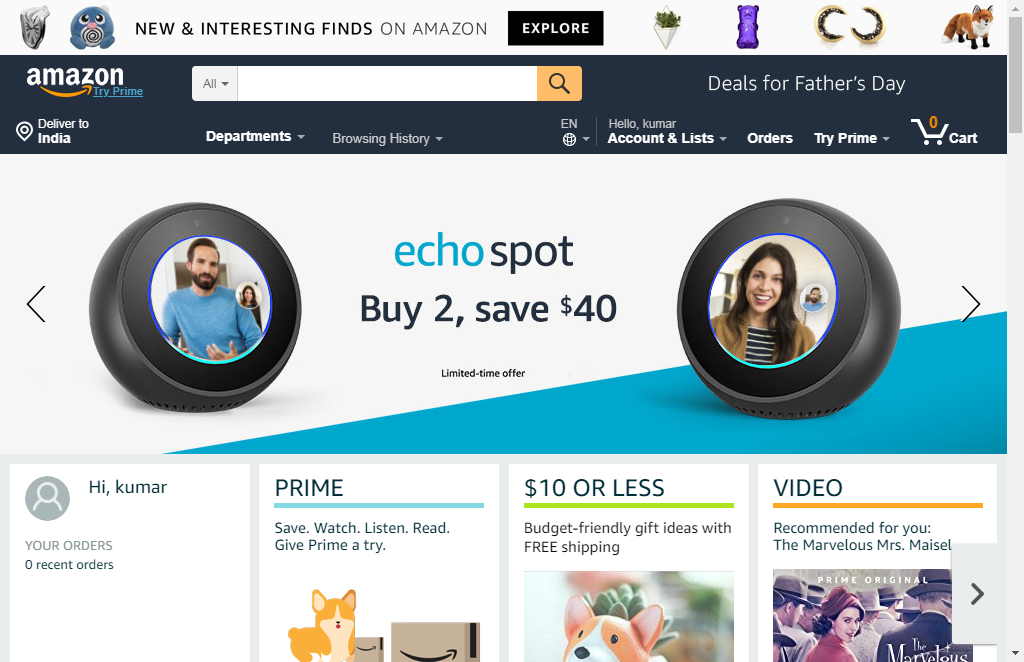 NEW & INTERESTING FINDS ON AMAZON EXPLORE
amazon
Try Prime
All
Deals for Father's Day
Deliver to
India
Departments
Browsing History
EN
Hello, kumar
Account & Lists
Orders
Try Prime
0
Cart
echo spot
Buy 2, save $40
Limited-time offer
Hi, kumar
YOUR ORDERS
0 recent orders
PRIME
Save. Watch. Listen. Read.
Give Prime a try.
$10 OR LESS
Budget-friendly gift ideas with
FREE shipping
VIDEO
Recommended for you:
The Marvelous Mrs. Maisel
PRIME ORIGINAL
The
Marvelous